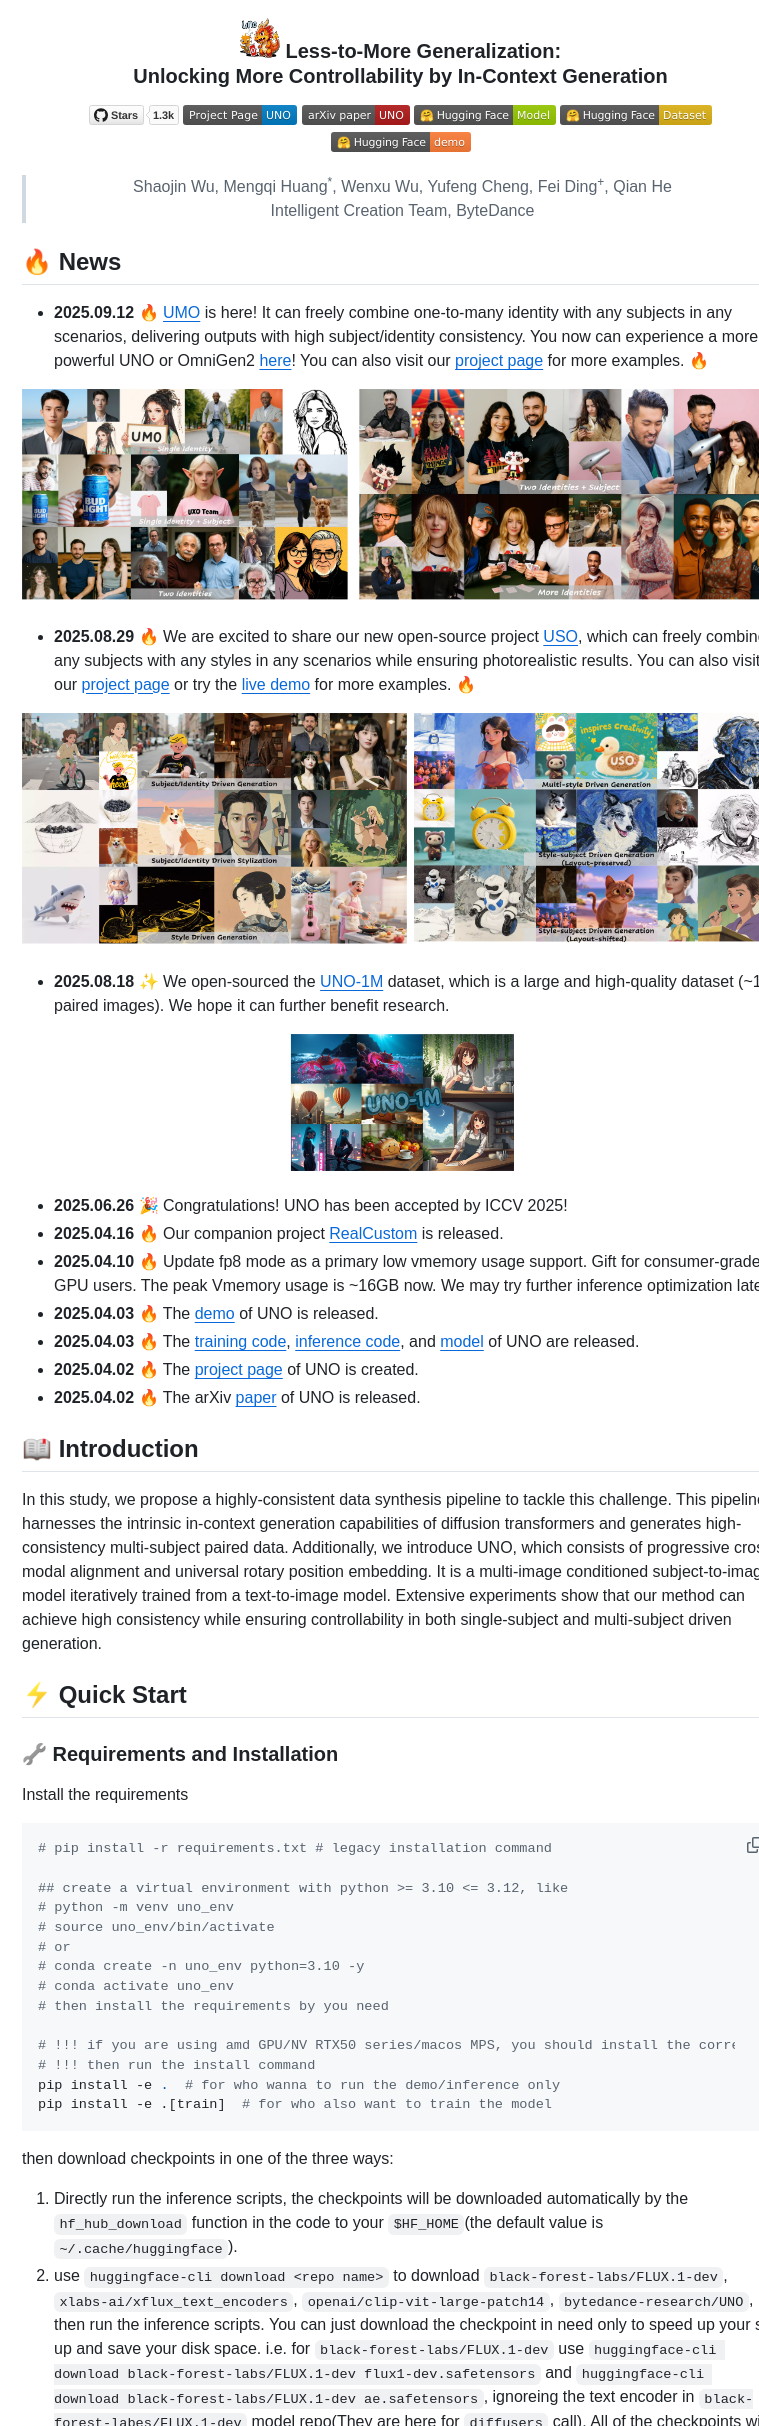 Less-to-More Generalization:
Unlocking More Controllability by In-Context Generation
Stars 1.3k Project Page UNO arXiv paper UNO 🤗 Hugging Face Model 🤗 Hugging Face Dataset
🤗 Hugging Face demo
Shaojin Wu, Mengqi Huang*, Wenxu Wu, Yufeng Cheng, Fei Ding+, Qian He
Intelligent Creation Team, ByteDance
🔥 News
2025.09.12 🔥 UMO is here! It can freely combine one-to-many identity with any subjects in any
scenarios, delivering outputs with high subject/identity consistency. You now can experience a more
powerful UNO or OmniGen2 here! You can also visit our project page for more examples. 🔥
UMO
Single Identity
BUD LIGHT
UXO Team
Single Identity + Subject
Two Identities
Two Identities + Subject
More Identities
2025.08.29 🔥 We are excited to share our new open-source project USO, which can freely combin
any subjects with any styles in any scenarios while ensuring photorealistic results. You can also visit
our project page or try the live demo for more examples. 🔥
Subject/Identity Driven Generation
Subject/Identity Driven Stylization
Style Driven Generation
inspires creativity
USO
Multi-style Driven Generation
Style-subject Driven Generation
(Layout-preserved)
Style-subject Driven Generation
(Layout-shifted)
2025.08.18 ✨ We open-sourced the UNO-1M dataset, which is a large and high-quality dataset (~1
paired images). We hope it can further benefit research.
UNO-1M
2025.06.26 🎉 Congratulations! UNO has been accepted by ICCV 2025!
2025.04.16 🔥 Our companion project RealCustom is released.
2025.04.10 🔥 Update fp8 mode as a primary low vmemory usage support. Gift for consumer-grade
GPU users. The peak Vmemory usage is ~16GB now. We may try further inference optimization late
2025.04.03 🔥 The demo of UNO is released.
2025.04.03 🔥 The training code, inference code, and model of UNO are released.
2025.04.02 🔥 The project page of UNO is created.
2025.04.02 🔥 The arXiv paper of UNO is released.
📖 Introduction
In this study, we propose a highly-consistent data synthesis pipeline to tackle this challenge. This pipelin
harnesses the intrinsic in-context generation capabilities of diffusion transformers and generates high-
consistency multi-subject paired data. Additionally, we introduce UNO, which consists of progressive cro
modal alignment and universal rotary position embedding. It is a multi-image conditioned subject-to-imag
model iteratively trained from a text-to-image model. Extensive experiments show that our method can
achieve high consistency while ensuring controllability in both single-subject and multi-subject driven
generation.
⚡️ Quick Start
🔧 Requirements and Installation
Install the requirements
# pip install -r requirements.txt # legacy installation command
## create a virtual environment with python >= 3.10 <= 3.12, like
# python -m venv uno_env
# source uno_env/bin/activate
# or
# conda create -n uno_env python=3.10 -y
# conda activate uno_env
# then install the requirements by you need
# !!! if you are using amd GPU/NV RTX50 series/macos MPS, you should install the corre
# !!! then run the install command
pip install -e .  # for who wanna to run the demo/inference only
pip install -e .[train]  # for who also want to train the model
then download checkpoints in one of the three ways:
1. Directly run the inference scripts, the checkpoints will be downloaded automatically by the
hf_hub_download function in the code to your $HF_HOME(the default value is
~/.cache/huggingface ).
2. use huggingface-cli download <repo name> to download black-forest-labs/FLUX.1-dev,
xlabs-ai/xflux_text_encoders, openai/clip-vit-large-patch14, bytedance-research/UNO,
then run the inference scripts. You can just download the checkpoint in need only to speed up your s
up and save your disk space. i.e. for black-forest-labs/FLUX.1-dev use huggingface-cli
download black-forest-labs/FLUX.1-dev flux1-dev.safetensors and huggingface-cli
download black-forest-labs/FLUX.1-dev ae.safetensors, ignoreing the text encoder in black-
forest-labes/FLUX.1-dev model repo(They are here for diffusers call). All of the checkpoints wi